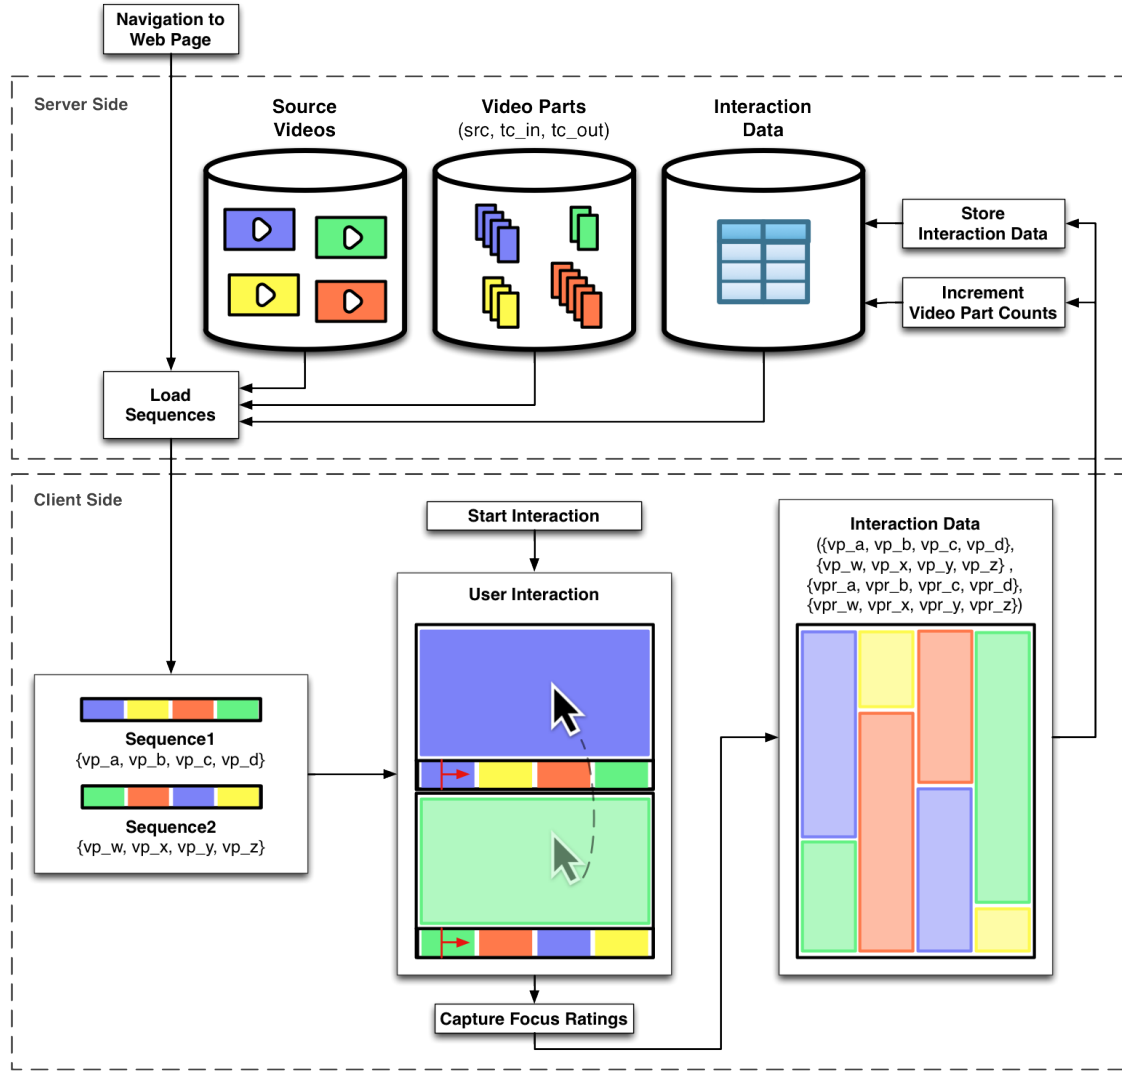 Navigation to
Web Page
Server Side
Source
Videos
Video Parts
(src, tc_in, tc_out)
Interaction
Data
Store
Interaction Data
Increment
Video Part Counts
Load
Sequences
Client Side
Start Interaction
User Interaction
Interaction Data
({vp_a, vp_b, vp_c, vp_d},
{vp_w, vp_x, vp_y, vp_z} ,
{vpr_a, vpr_b, vpr_c, vpr_d},
{vpr_w, vpr_x, vpr_y, vpr_z})
Sequence1
{vp_a, vp_b, vp_c, vp_d}
Sequence2
{vp_w, vp_x, vp_y, vp_z}
Capture Focus Ratings